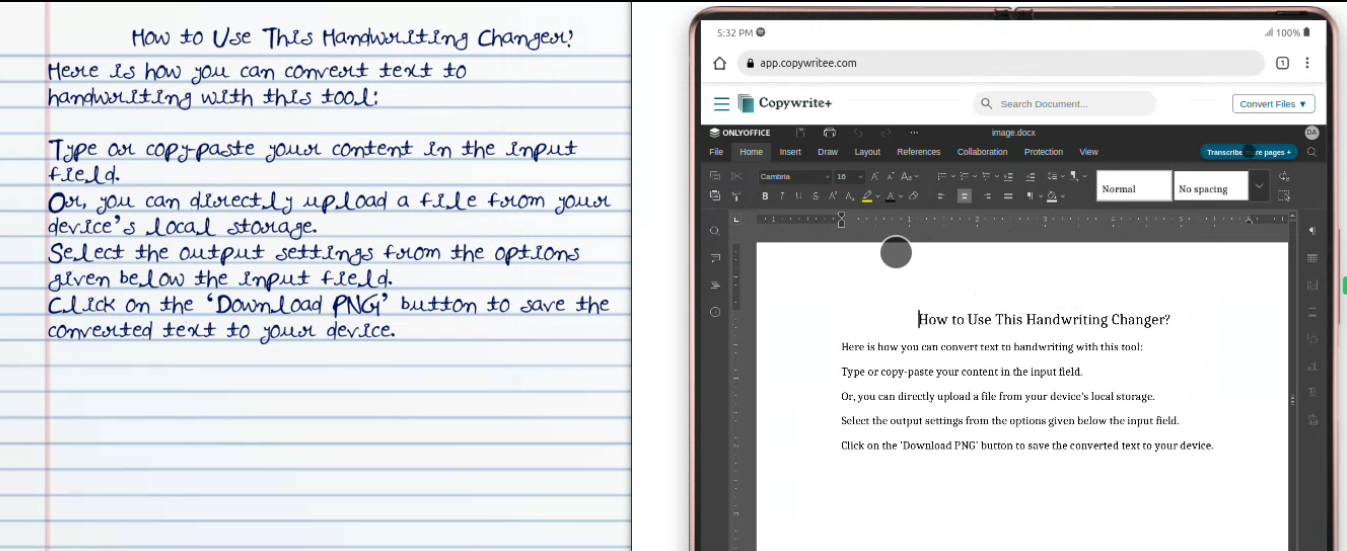 How to Use This Handwriting Changer?
Here is how you can convert text to
handwriting with this tool:
Type or copy-paste your content in the input
field.
Or, you can directly upload a file from your
device's local storage.
Select the output settings from the options
given below the input field.
Click on the 'Download PNG' button to save the
converted text to your device.
5:32 PM
100%
app.copywritee.com
1
Copywrite+
Search Document...
Convert Files ▼
ONLYOFFICE
...
image.docx
DA
File Home Insert Draw Layout References Collaboration Protection View
Cambria 16
B I U S
Normal
No spacing
How to Use This Handwriting Changer?
Here is how you can convert text to handwriting with this tool:
Type or copy-paste your content in the input field.
Or, you can directly upload a file from your device's local storage.
Select the output settings from the options given below the input field.
Click on the 'Download PNG' button to save the converted text to your device.